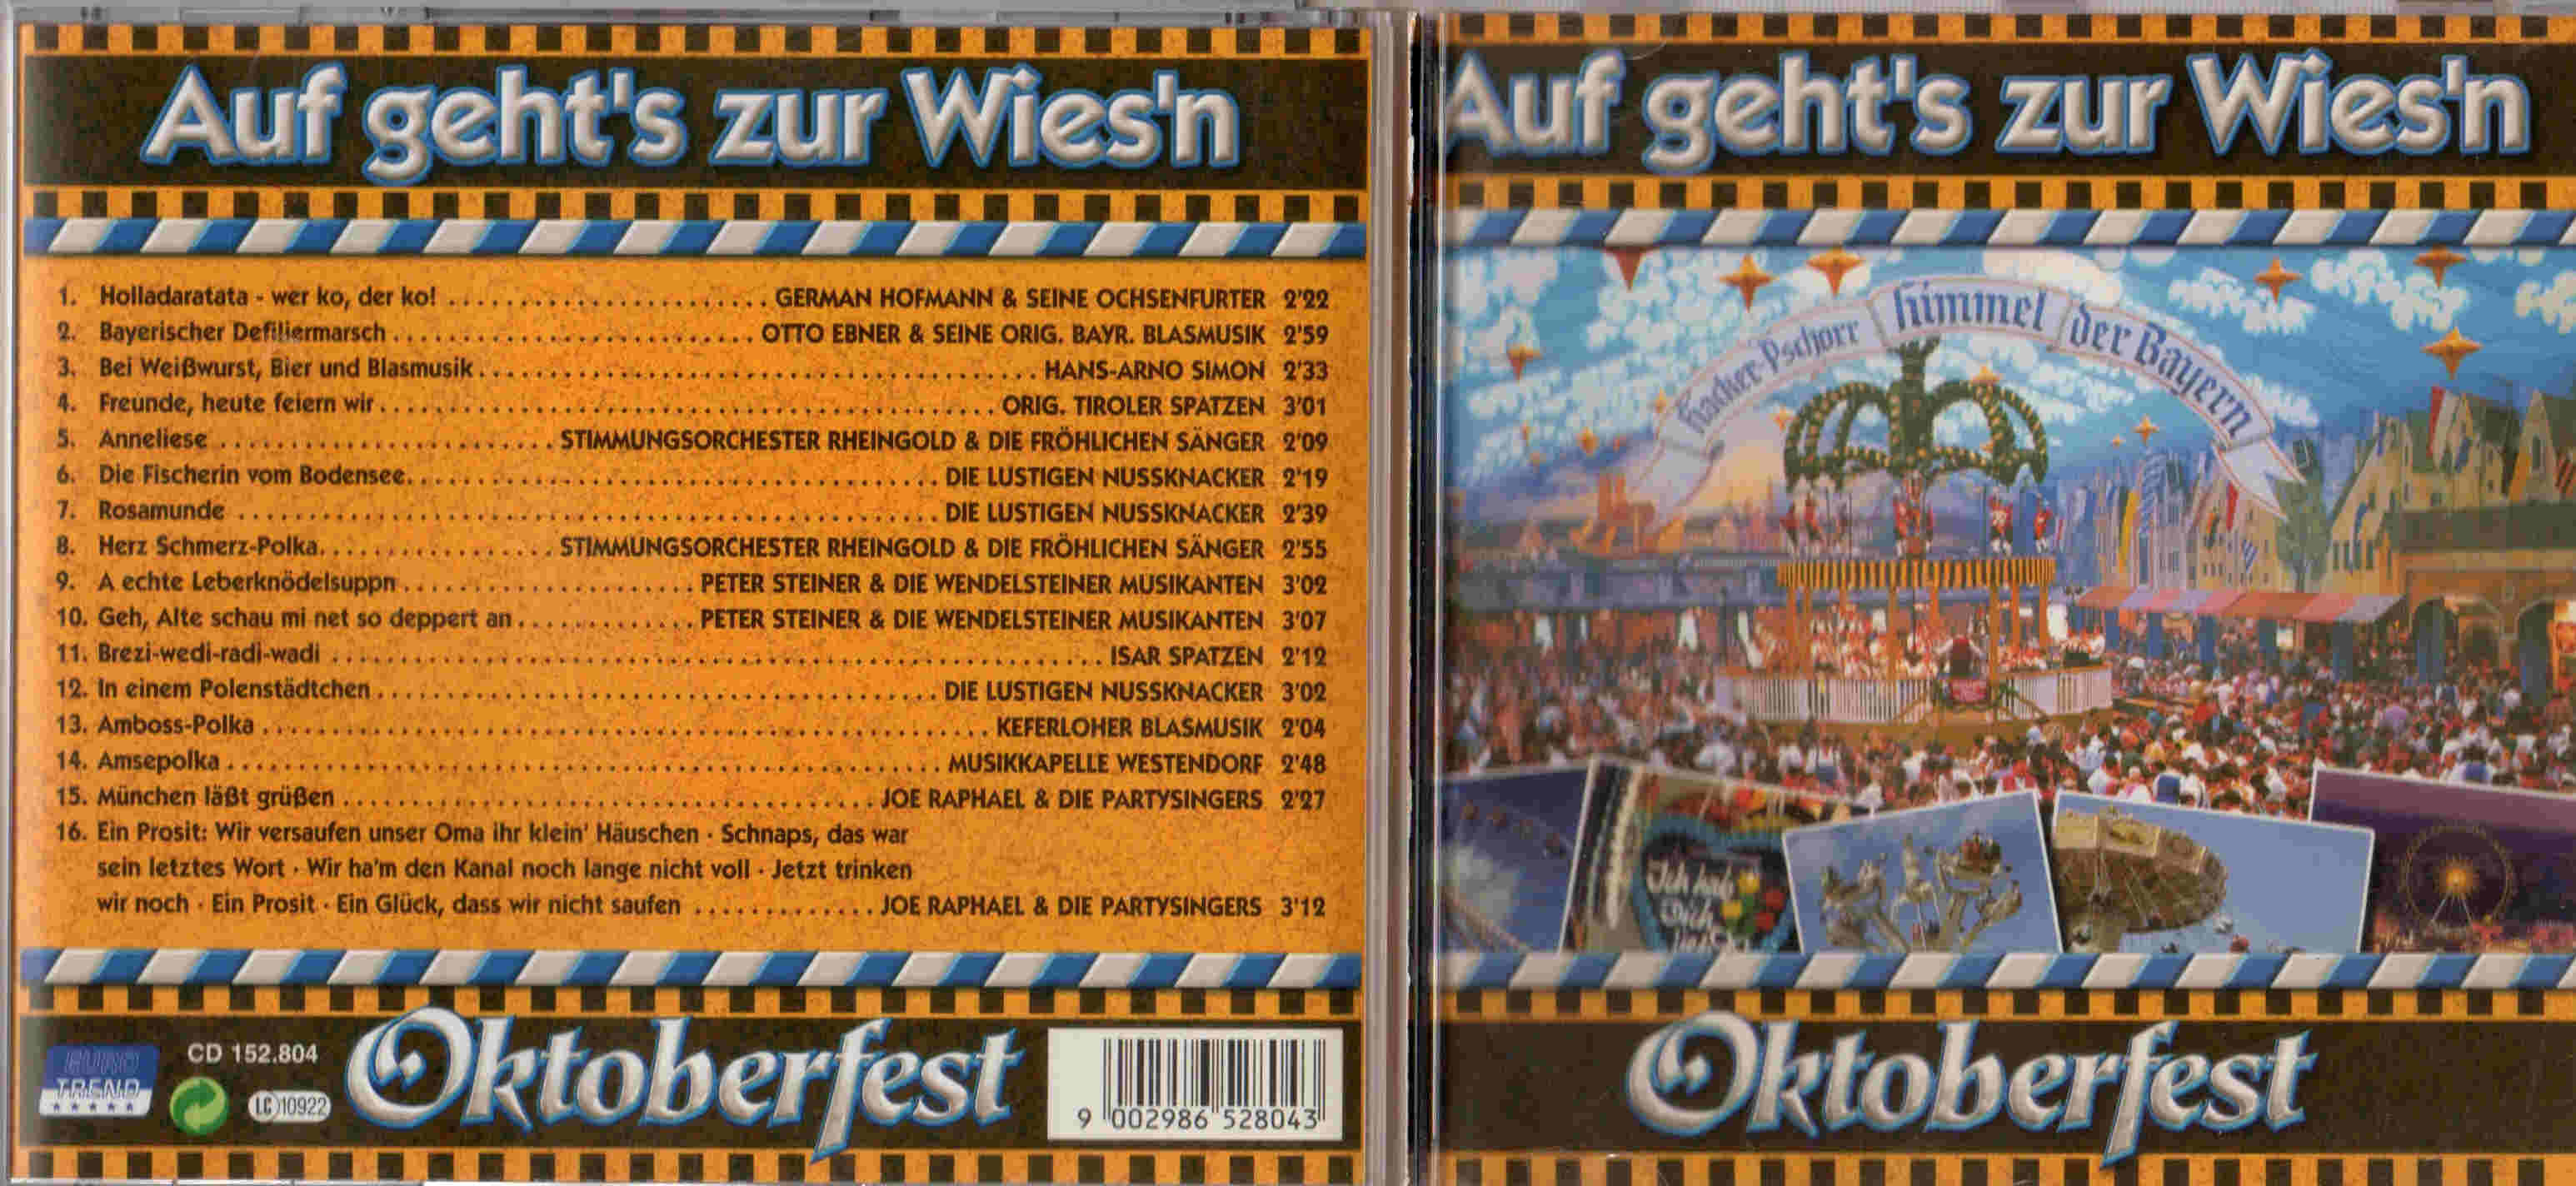 Auf geht's zur Wies'n
1. Holladaratata - wer ko, der ko! ........................ GERMAN HOFMANN & SEINE OCHSENFURTER 2'22
2. Bayerischer Defiliermarsch ........................... OTTO EBNER & SEINE ORIG. BAYR. BLASMUSIK 2'59
3. Bei Weißwurst, Bier und Blasmusik ........................................ HANS-ARNO SIMON 2'33
4. Freunde, heute feiern wir ............................................ ORIG. TIROLER SPATZEN 3'01
5. Anneliese ........................ STIMMUNGSORCHESTER RHEINGOLD & DIE FRÖHLICHEN SÄNGER 2'09
6. Die Fischerin vom Bodensee ...................................... DIE LUSTIGEN NUSSKNACKER 2'19
7. Rosamunde .................................................. DIE LUSTIGEN NUSSKNACKER 2'39
8. Herz Schmerz-Polka ................. STIMMUNGSORCHESTER RHEINGOLD & DIE FRÖHLICHEN SÄNGER 2'55
9. A echte Leberknödelsuppn ..................... PETER STEINER & DIE WENDELSTEINER MUSIKANTEN 3'02
10. Geh, Alte schau mi net so deppert an ............. PETER STEINER & DIE WENDELSTEINER MUSIKANTEN 3'07
11. Brezi-wedi-radi-wadi ....................................................... ISAR SPATZEN 2'12
12. In einem Polenstädtchen ........................................ DIE LUSTIGEN NUSSKNACKER 3'02
13. Amboss-Polka .................................................... KEFERLOHER BLASMUSIK 2'04
14. Amsepolka ................................................... MUSIKKAPELLE WESTENDORF 2'48
15. München läßt grüßen ...................................... JOE RAPHAEL & DIE PARTYSINGERS 2'27
16. Ein Prosit: Wir versaufen unser Oma ihr klein' Häuschen · Schnaps, das war
sein letztes Wort · Wir ha'm den Kanal noch lange nicht voll · Jetzt trinken
wir noch · Ein Prosit · Ein Glück, dass wir nicht saufen ............. JOE RAPHAEL & DIE PARTYSINGERS 3'12
EURO
TREND
CD 152.804
LC 10922
Oktoberfest
9 002986 528043
Auf geht's zur Wies'n
Hacker-Pschorr Himmel der Bayern
Ich hab
Dich
Oktoberfest